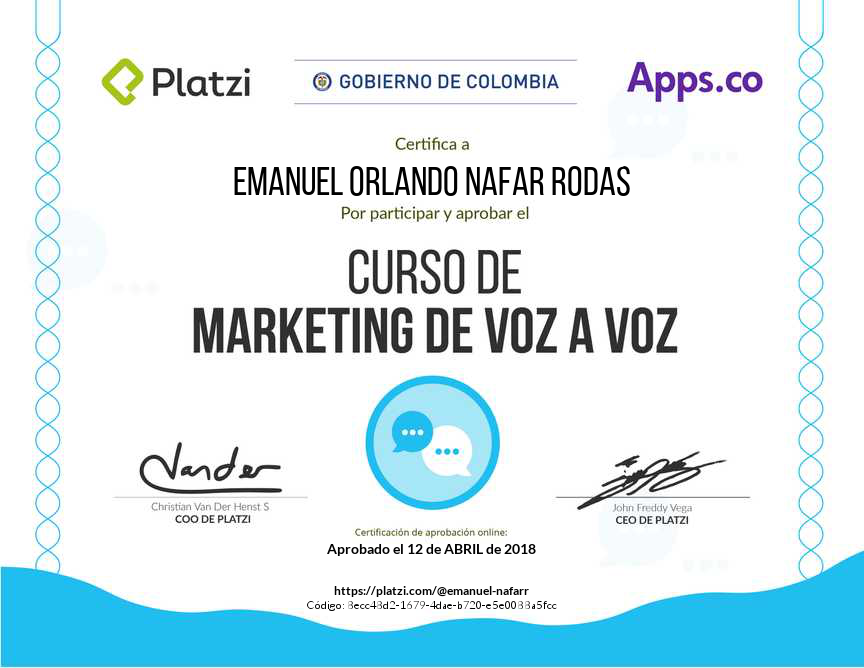 Platzi
GOBIERNO DE COLOMBIA
Apps.co
Certifica a
EMANUEL ORLANDO NAFAR RODAS
Por participar y aprobar el
CURSO DE
MARKETING DE VOZ A VOZ
Christian Van Der Henst S
COO DE PLATZI
John Freddy Vega
CEO DE PLATZI
Certificación de aprobación online:
Aprobado el 12 de ABRIL de 2018
https://platzi.com/@emanuel-nafarr
Código: 8ecc48d2-1679-4dae-b720-e5e0088a5fcc